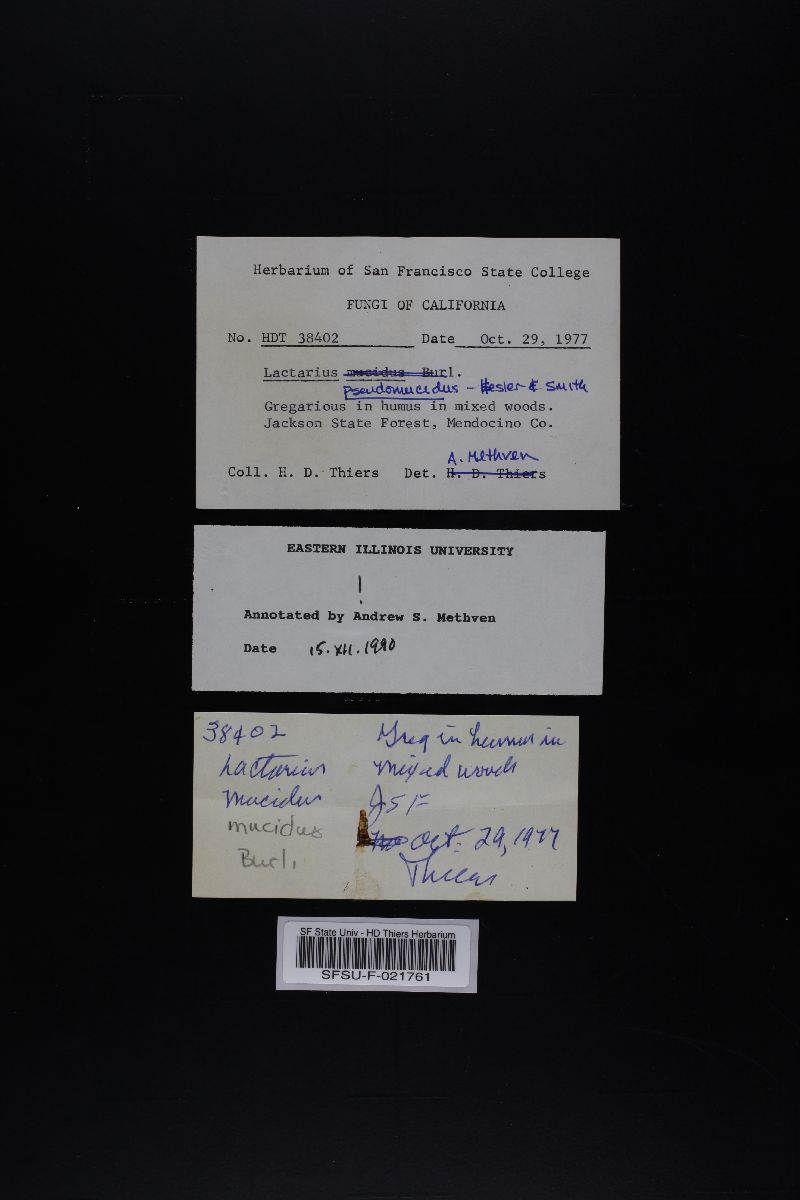 Herbarium of San Francisco State College
FUNGI OF CALIFORNIA
No. HDT 38402 Date Oct. 29, 1977
Lactarius mucidus Burl.
pseudomucidus - Hesler & Smith
Gregarious in humus in mixed woods.
Jackson State Forest, Mendocino Co.
A. Methven
Coll. H. D. Thiers Det. H. D. Thiers
EASTERN ILLINOIS UNIVERSITY
!
Annotated by Andrew S. Methven
Date 15.XII.1990
38402
Lactarius
mucidus
mucidus
Burl.
Greg in humus in
mixed woods
JSF
Oct. 29, 1977
Thiers
SF State Univ - HD Thiers Herbarium
SFSU-F-021761